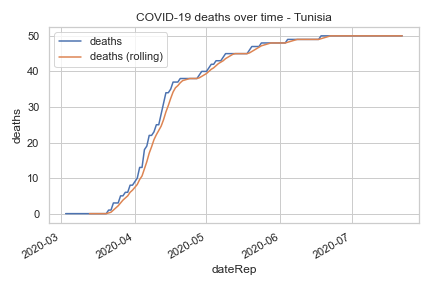 COVID-19 deaths over time - Tunisia
deaths
deaths (rolling)
50
40
30
20
10
0
deaths
2020-03
2020-04
2020-05
2020-06
2020-07
dateRep